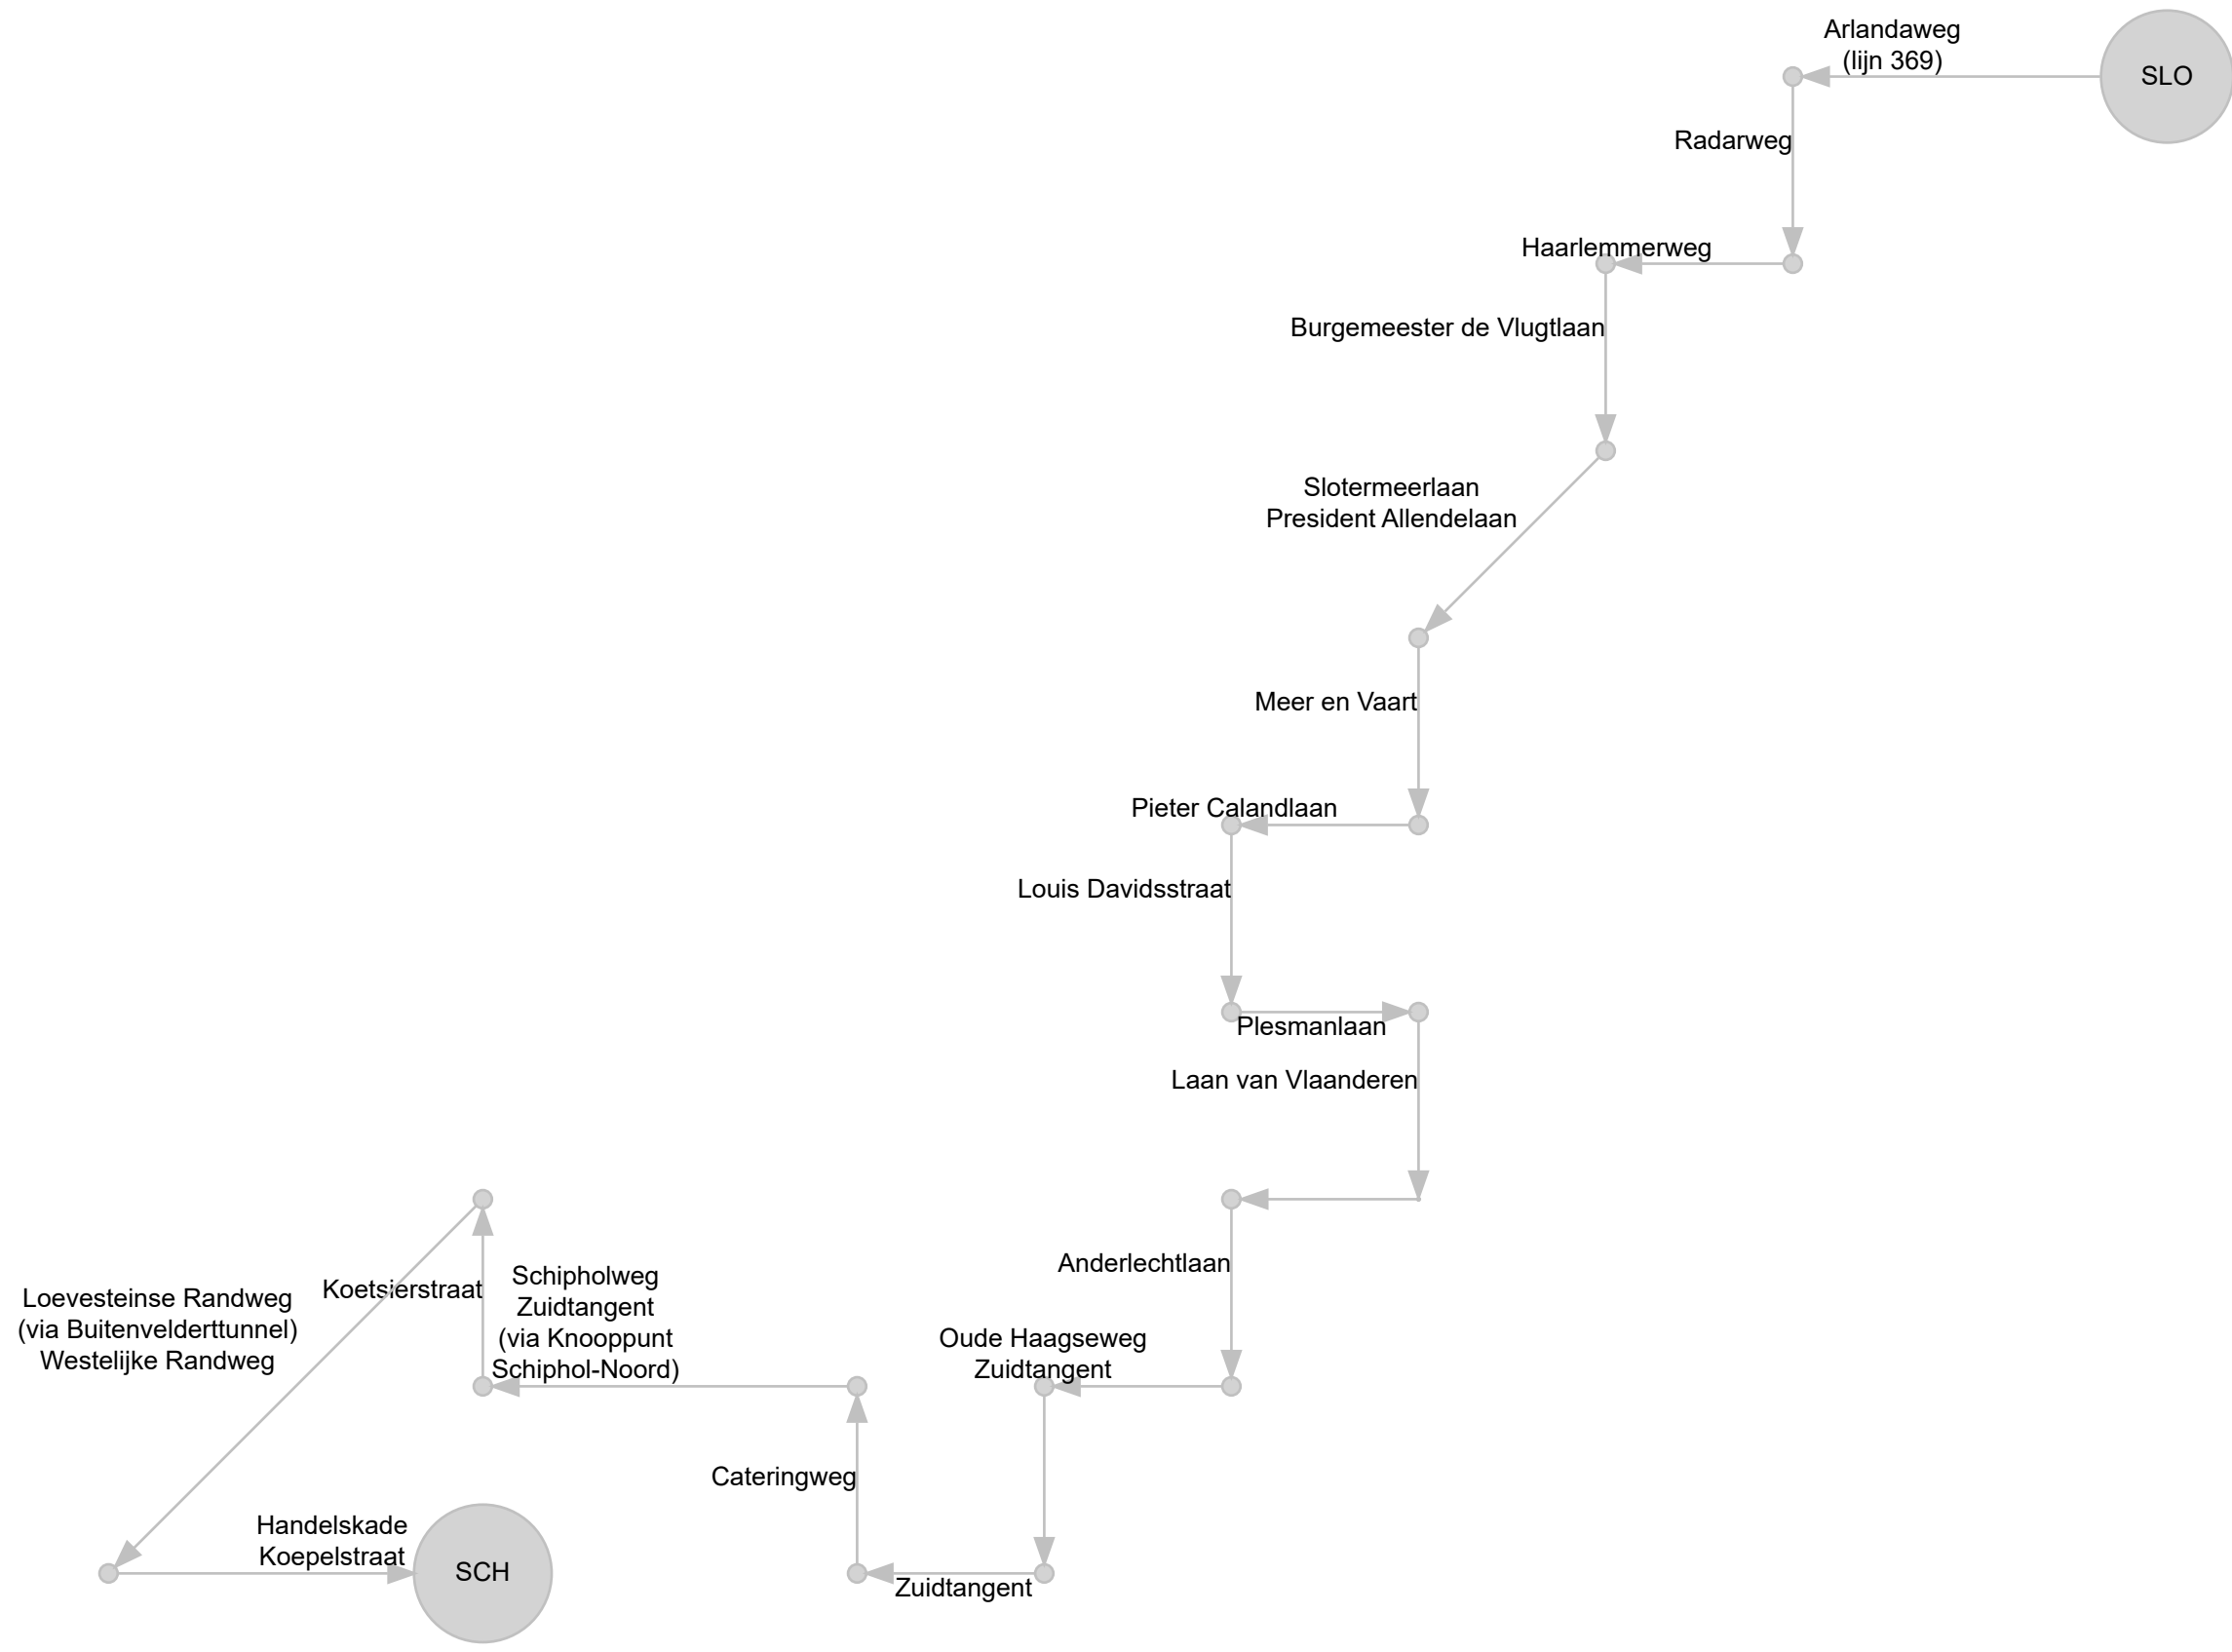 Arlandaweg
(lijn 369)
SLO
Radarweg
Haarlemmerweg
Burgemeester de Vlugtlaan
Slotermeerlaan
President Allendelaan
Meer en Vaart
Pieter Calandlaan
Louis Davidsstraat
Plesmanlaan
Laan van Vlaanderen
Anderlechtlaan
Oude Haagseweg
Zuidtangent
Zuidtangent
Cateringweg
Schipholweg
Zuidtangent
(via Knooppunt
Schiphol-Noord)
Koetsierstraat
Loevesteinse Randweg
(via Buitenvelderttunnel)
Westelijke Randweg
Handelskade
Koepelstraat
SCH